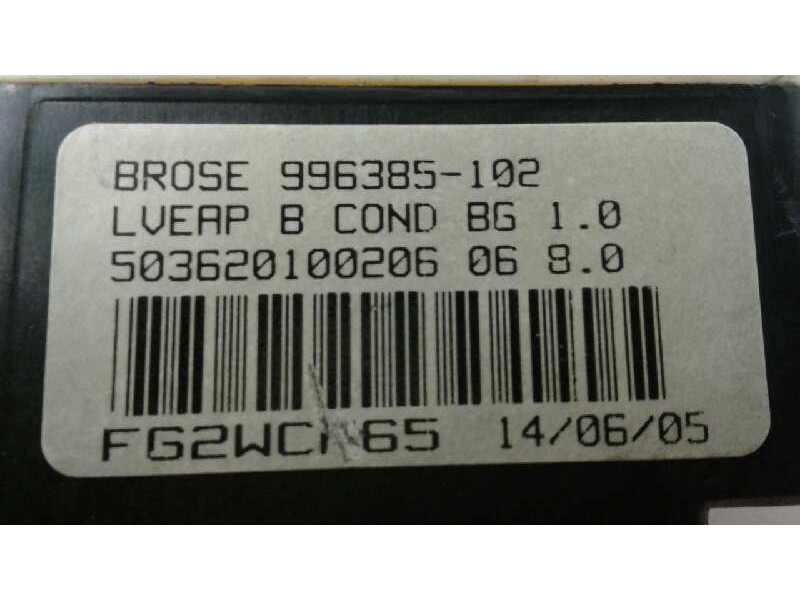 BROSE 996385-102
LVEAP B COND BG 1.0
503620100206 06 8.0
14/06/05